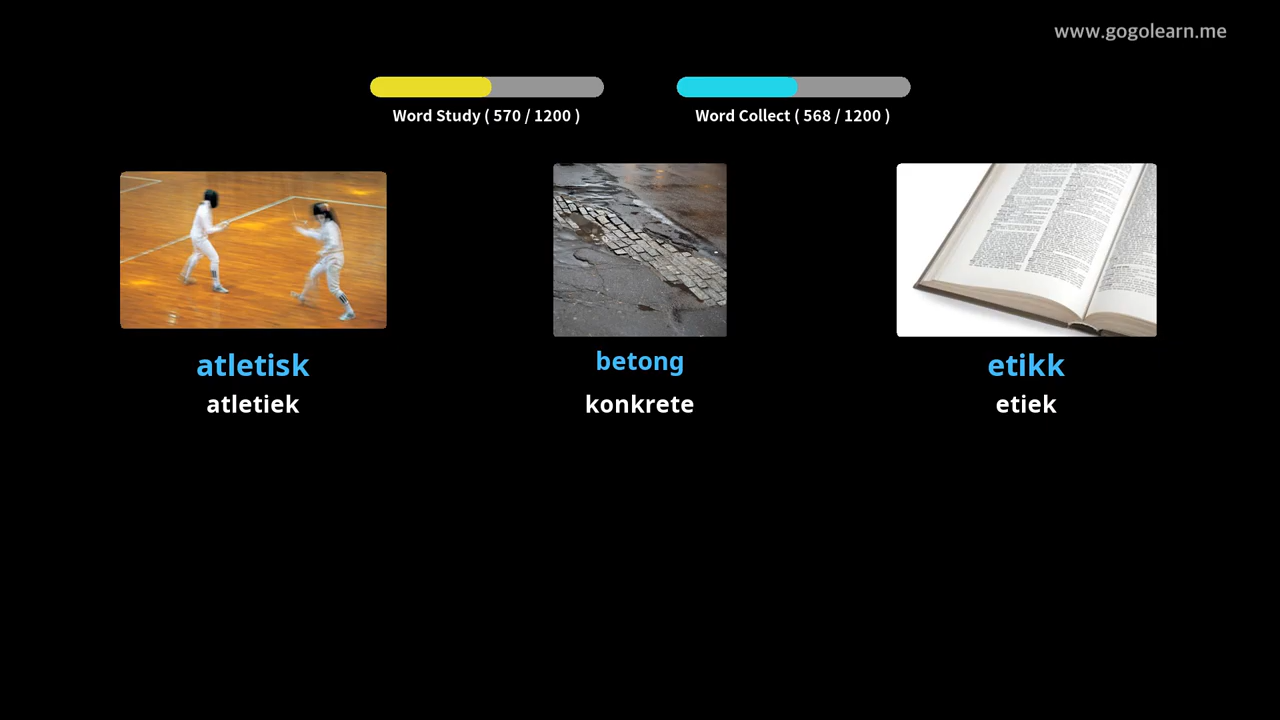 www.gogolearn.me
Word Study ( 570 / 1200 )
Word Collect ( 568 / 1200 )
atletisk
atletiek
betong
konkrete
etikk
etiek